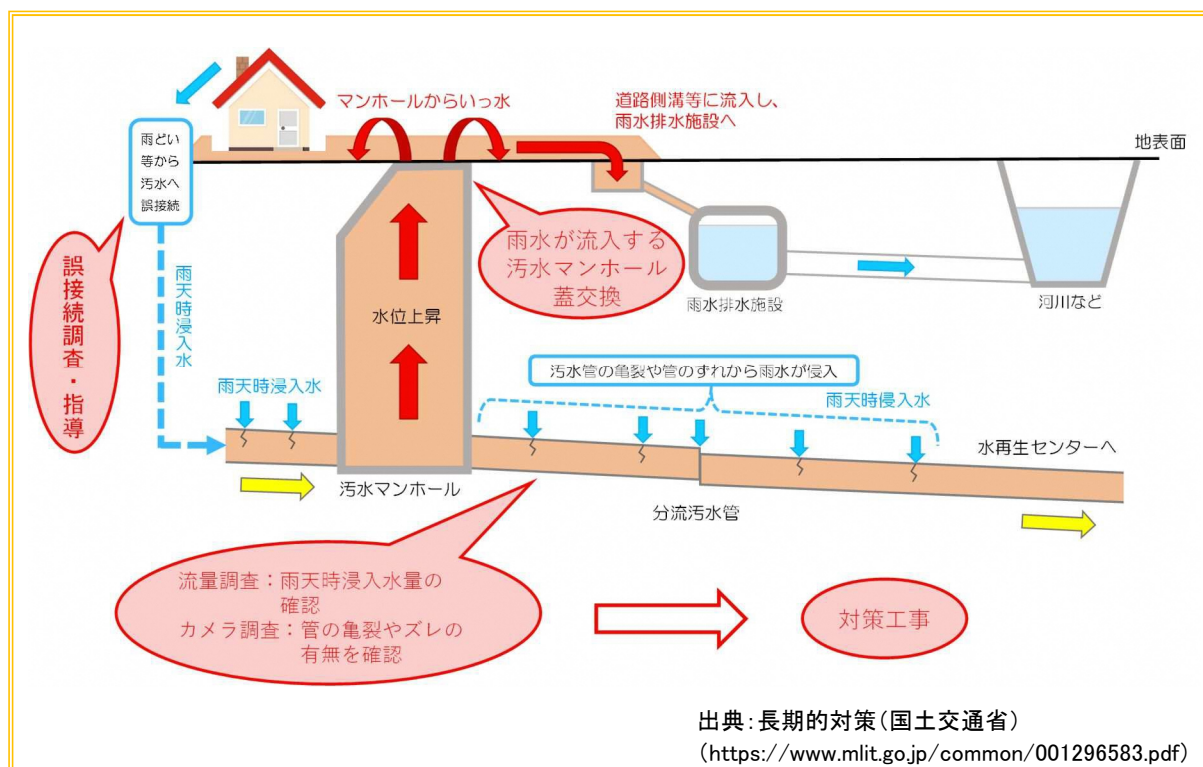 マンホールからいっ水
道路側溝等に流入し、
雨水排水施設へ
地表面
雨どい
等から
汚水へ
誤接続
雨水が流入する
汚水マンホール
蓋交換
誤接続調査・指導
雨天時浸入水
水位上昇
雨水排水施設
河川など
汚水管の亀裂や管のずれから雨水が侵入
雨天時浸入水
雨天時侵入水
水再生センターへ
汚水マンホール
分流汚水管
流量調査：雨天時浸入水量の
確認
カメラ調査：管の亀裂やズレの
有無を確認
対策工事
出典：長期的対策（国土交通省）
（https://www.mlit.go.jp/common/001296583.pdf）